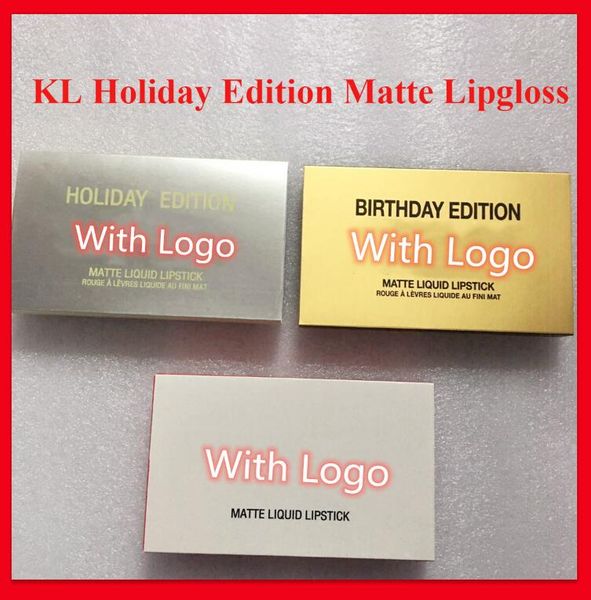 KL Holiday Edition Matte Lipgloss
HOLIDAY EDITION
With Logo
MATTE LIQUID LIPSTICK
ROUGE À LÈVRES LIQUIDE AU FINI MAT
BIRTHDAY EDITION
With Logo
MATTE LIQUID LIPSTICK
ROUGE À LÈVRES LIQUIDE AU FINI MAT
With Logo
MATTE LIQUID LIPSTICK